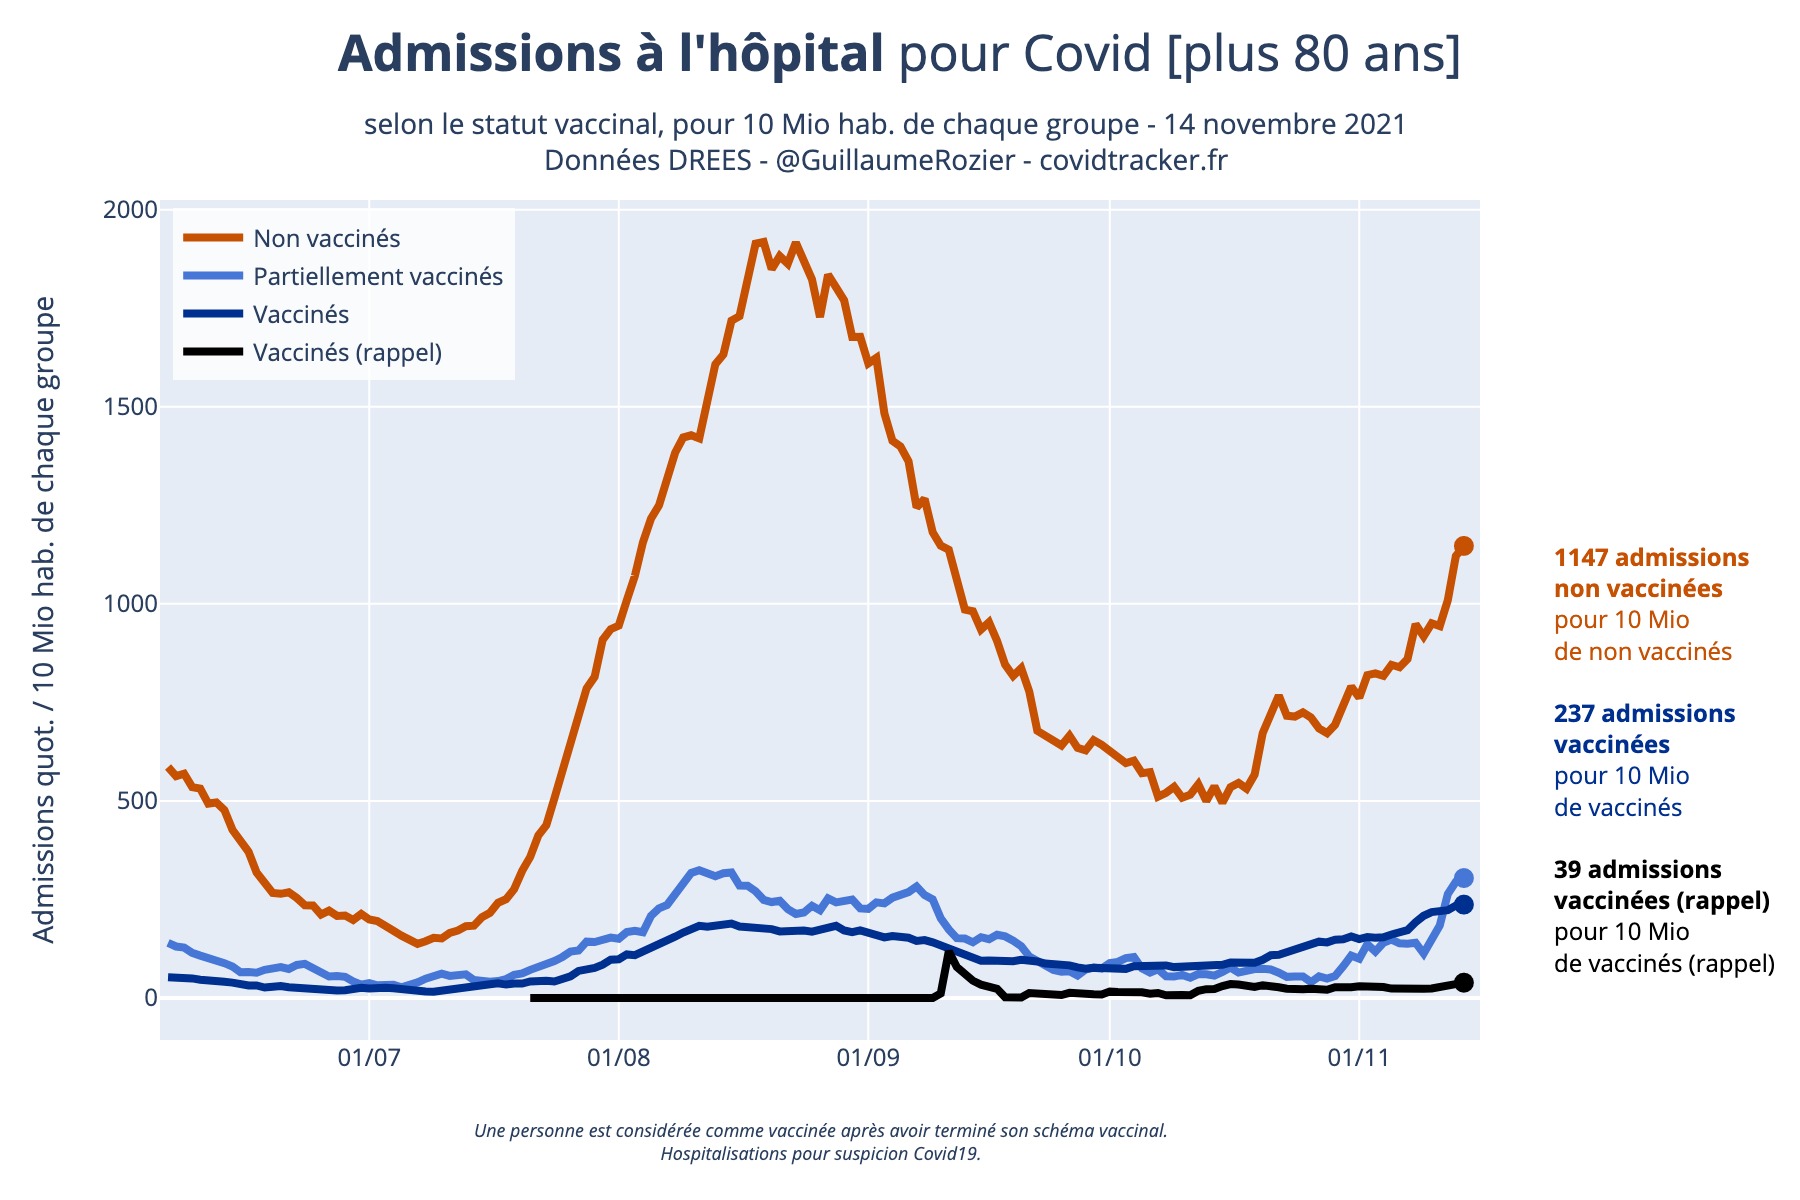 Admissions à l'hôpital pour Covid [plus 80 ans]
selon le statut vaccinal, pour 10 Mio hab. de chaque groupe - 14 novembre 2021
Données DREES - @GuillaumeRozier - covidtracker.fr
Admissions quot. / 10 Mio hab. de chaque groupe
2000
1500
1000
500
0
Non vaccinés
Partiellement vaccinés
Vaccinés
Vaccinés (rappel)
1147 admissions
non vaccinées
pour 10 Mio
de non vaccinés
237 admissions
vaccinées
pour 10 Mio
de vaccinés
39 admissions
vaccinées (rappel)
pour 10 Mio
de vaccinés (rappel)
01/07
01/08
01/09
01/10
01/11
Une personne est considérée comme vaccinée après avoir terminé son schéma vaccinal.
Hospitalisations pour suspicion Covid19.